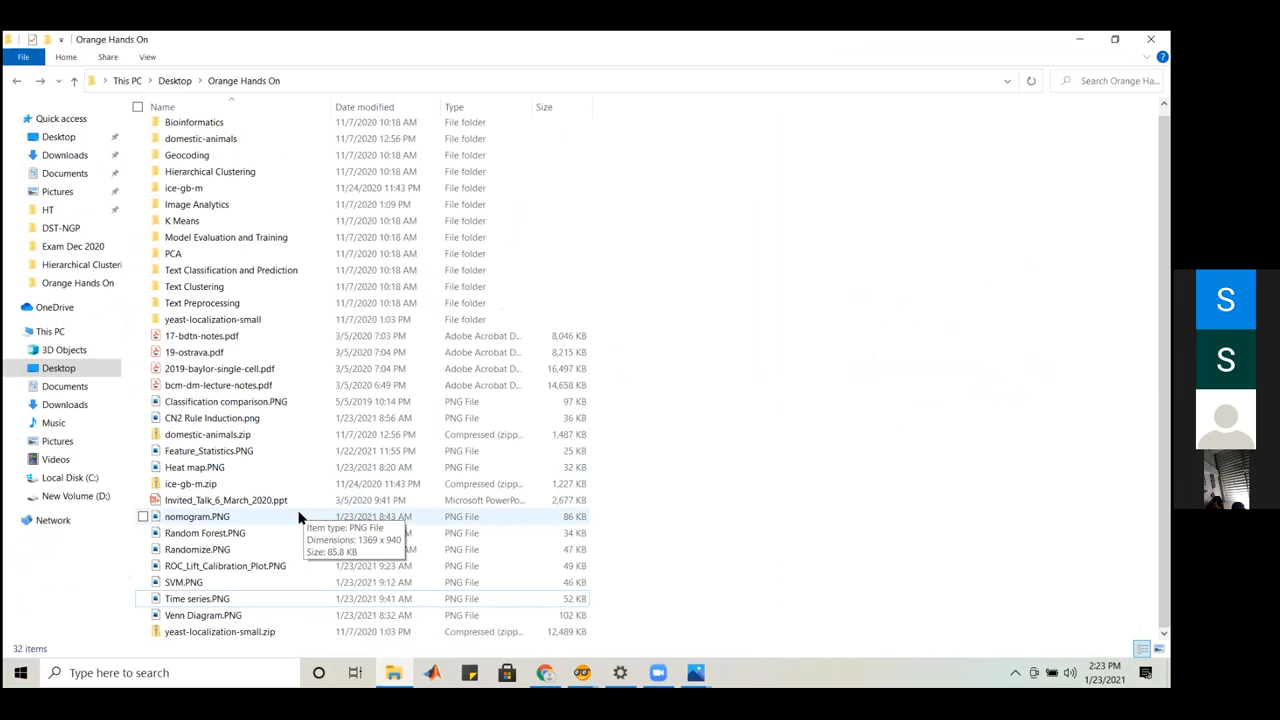 Orange Hands On
File Home Share View
This PC Desktop Orange Hands On Search Orange Ha...
Name Date modified Type Size
Quick access
Desktop
Downloads
Documents
Pictures
HT
DST-NGP
Exam Dec 2020
Hierarchical Clusteri
Orange Hands On
OneDrive
This PC
3D Objects
Desktop
Documents
Downloads
Music
Pictures
Videos
Local Disk (C:)
New Volume (D:)
Network
Bioinformatics 11/7/2020 10:18 AM File folder
domestic-animals 11/7/2020 12:56 PM File folder
Geocoding 11/7/2020 10:18 AM File folder
Hierarchical Clustering 11/7/2020 10:18 AM File folder
ice-gb-m 11/24/2020 11:43 PM File folder
Image Analytics 11/7/2020 1:09 PM File folder
K Means 11/7/2020 10:18 AM File folder
Model Evaluation and Training 11/7/2020 10:18 AM File folder
PCA 11/7/2020 10:18 AM File folder
Text Classification and Prediction 11/7/2020 10:18 AM File folder
Text Clustering 11/7/2020 10:18 AM File folder
Text Preprocessing 11/7/2020 10:18 AM File folder
yeast-localization-small 11/7/2020 1:03 PM File folder
17-bdtn-notes.pdf 3/5/2020 7:03 PM Adobe Acrobat D... 8,046 KB
19-ostrava.pdf 3/5/2020 7:04 PM Adobe Acrobat D... 8,215 KB
2019-baylor-single-cell.pdf 3/5/2020 7:04 PM Adobe Acrobat D... 16,497 KB
bcm-dm-lecture-notes.pdf 3/5/2020 6:49 PM Adobe Acrobat D... 14,658 KB
Classification comparison.PNG 5/5/2019 10:14 PM PNG File 97 KB
CN2 Rule Induction.png 1/23/2021 8:56 AM PNG File 36 KB
domestic-animals.zip 11/7/2020 12:56 PM Compressed (zipp... 1,487 KB
Feature_Statistics.PNG 1/22/2021 11:55 PM PNG File 25 KB
Heat map.PNG 1/23/2021 8:20 AM PNG File 32 KB
ice-gb-m.zip 11/24/2020 11:43 PM Compressed (zipp... 1,227 KB
Invited_Talk_6_March_2020.ppt 3/5/2020 9:41 PM Microsoft PowerPo... 2,677 KB
nomogram.PNG 1/23/2021 8:43 AM PNG File 86 KB
Item type: PNG File
Dimensions: 1369 x 940
Size: 85.8 KB
Random Forest.PNG PNG File 34 KB
Randomize.PNG AM PNG File 47 KB
ROC_Lift_Calibration_Plot.PNG 1/23/2021 9:23 AM PNG File 49 KB
SVM.PNG 1/23/2021 9:12 AM PNG File 46 KB
Time series.PNG 1/23/2021 9:41 AM PNG File 52 KB
Venn Diagram.PNG 1/23/2021 8:32 AM PNG File 102 KB
yeast-localization-small.zip 11/7/2020 1:03 PM Compressed (zipp... 12,489 KB
32 items
S
S
Type here to search
2:23 PM
1/23/2021